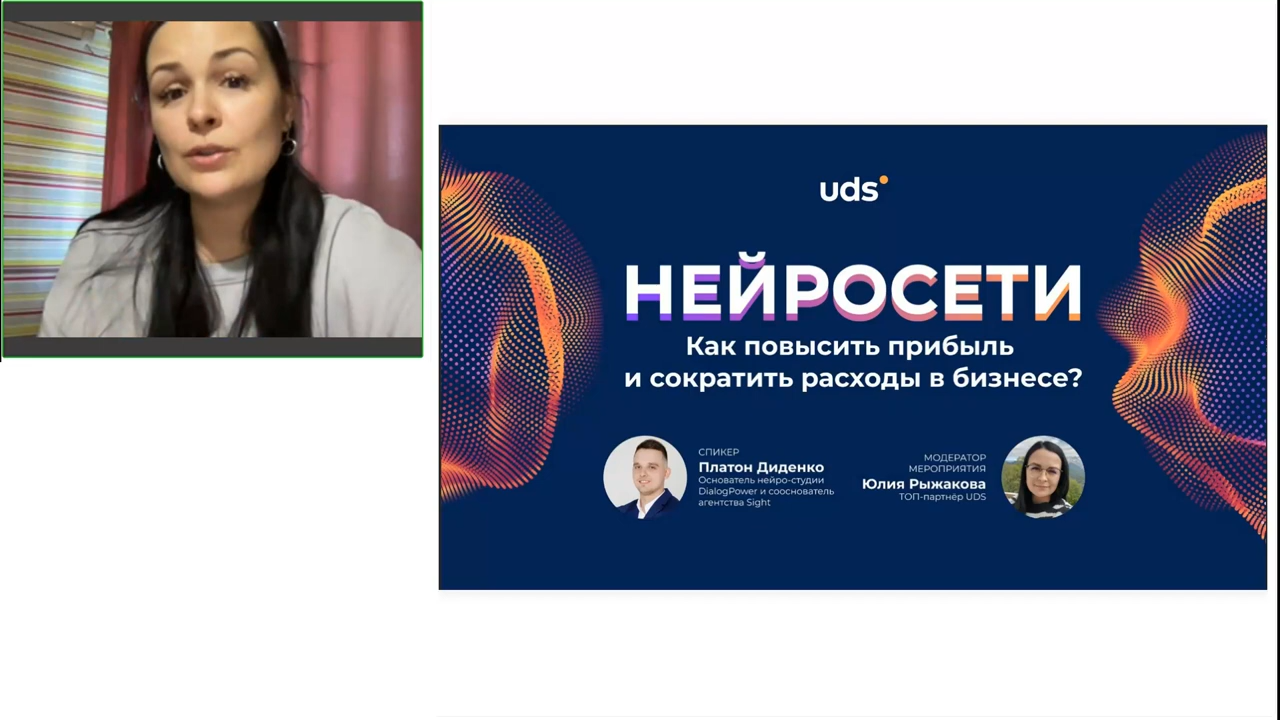 uds
НЕЙРОСЕТИ
Как повысить прибыль
и сократить расходы в бизнесе?
СПИКЕР
Платон Диденко
Основатель нейро-студии
DialogPower и сооснователь
агентства Sight
МОДЕРАТОР
МЕРОПРИЯТИЯ
Юлия Рыжакова
ТОП-партнёр UDS